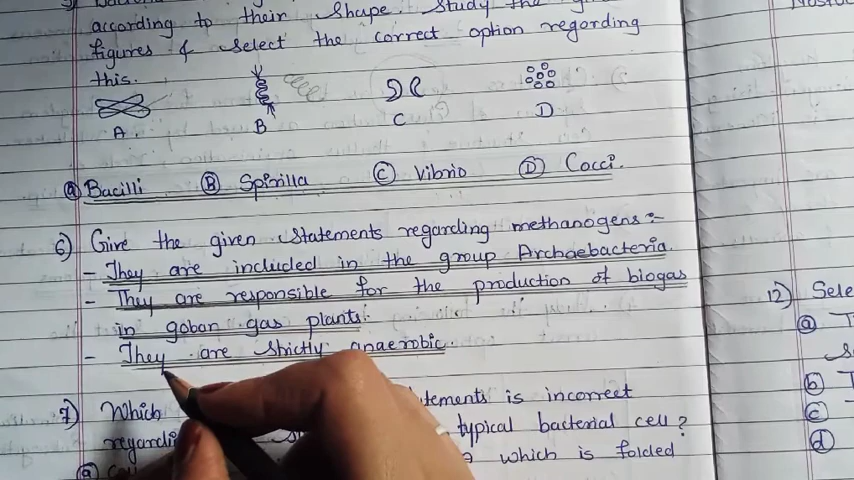 according to their shape. Study the
figures & select the correct option regarding
this.
A B C D
ⓐ Bacilli Ⓑ Spirilla Ⓒ Vibrio Ⓓ Cocci.
6) Give the given statements regarding methanogens :-
- They are included in the group Archaebacteria.
- They are responsible for the production of biogas
in gobar gas plants.
- They are strictly anaerobic.
7) Which tements is incorrect
regardi typical bacterial cell?
ⓐ which is folded
12) Sele
ⓐ T
ⓑ T
ⓒ
ⓓ